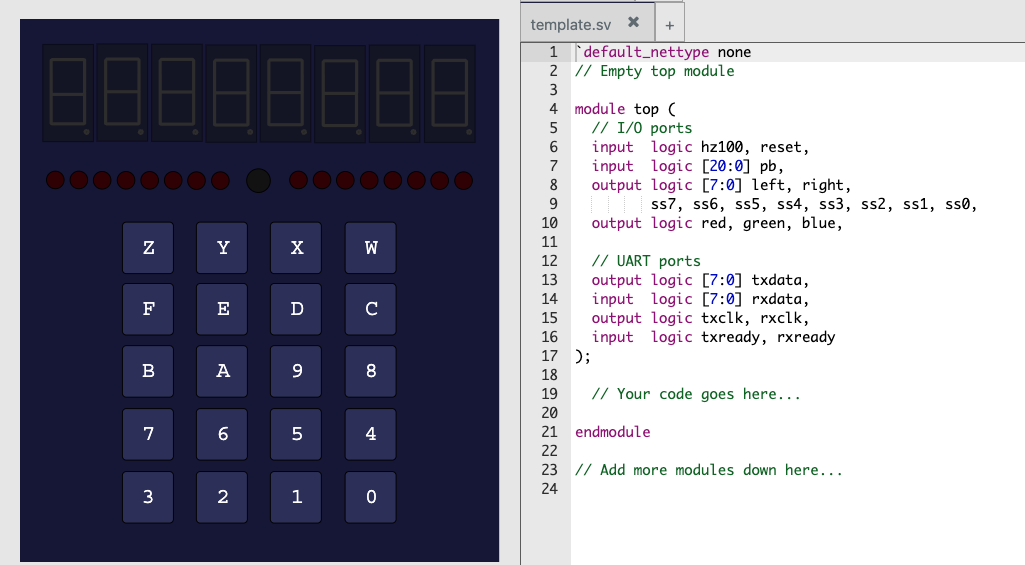 Z Y X W
F E D C
B A 9 8
7 6 5 4
3 2 1 0
template.sv ✖ +
1 `default_nettype none
2 // Empty top module
3
4 module top (
5 // I/O ports
6 input logic hz100, reset,
7 input logic [20:0] pb,
8 output logic [7:0] left, right,
9 ss7, ss6, ss5, ss4, ss3, ss2, ss1, ss0,
10 output logic red, green, blue,
11
12 // UART ports
13 output logic [7:0] txdata,
14 input logic [7:0] rxdata,
15 output logic txclk, rxclk,
16 input logic txready, rxready
17 );
18
19 // Your code goes here...
20
21 endmodule
22
23 // Add more modules down here...
24